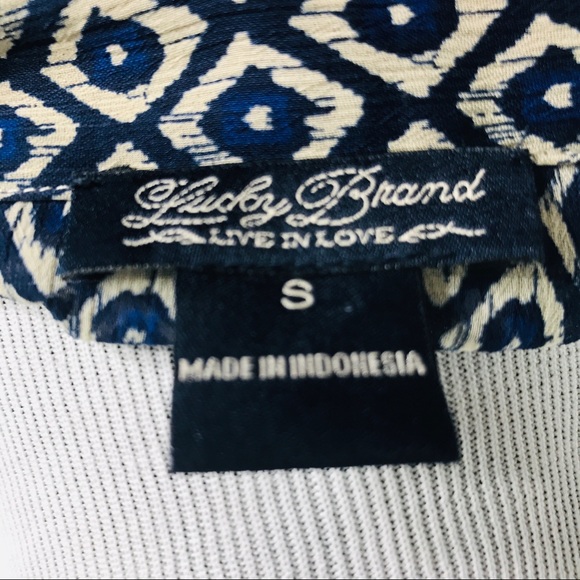 Lucky Brand
LIVE IN LOVE
S
MADE IN INDONESIA